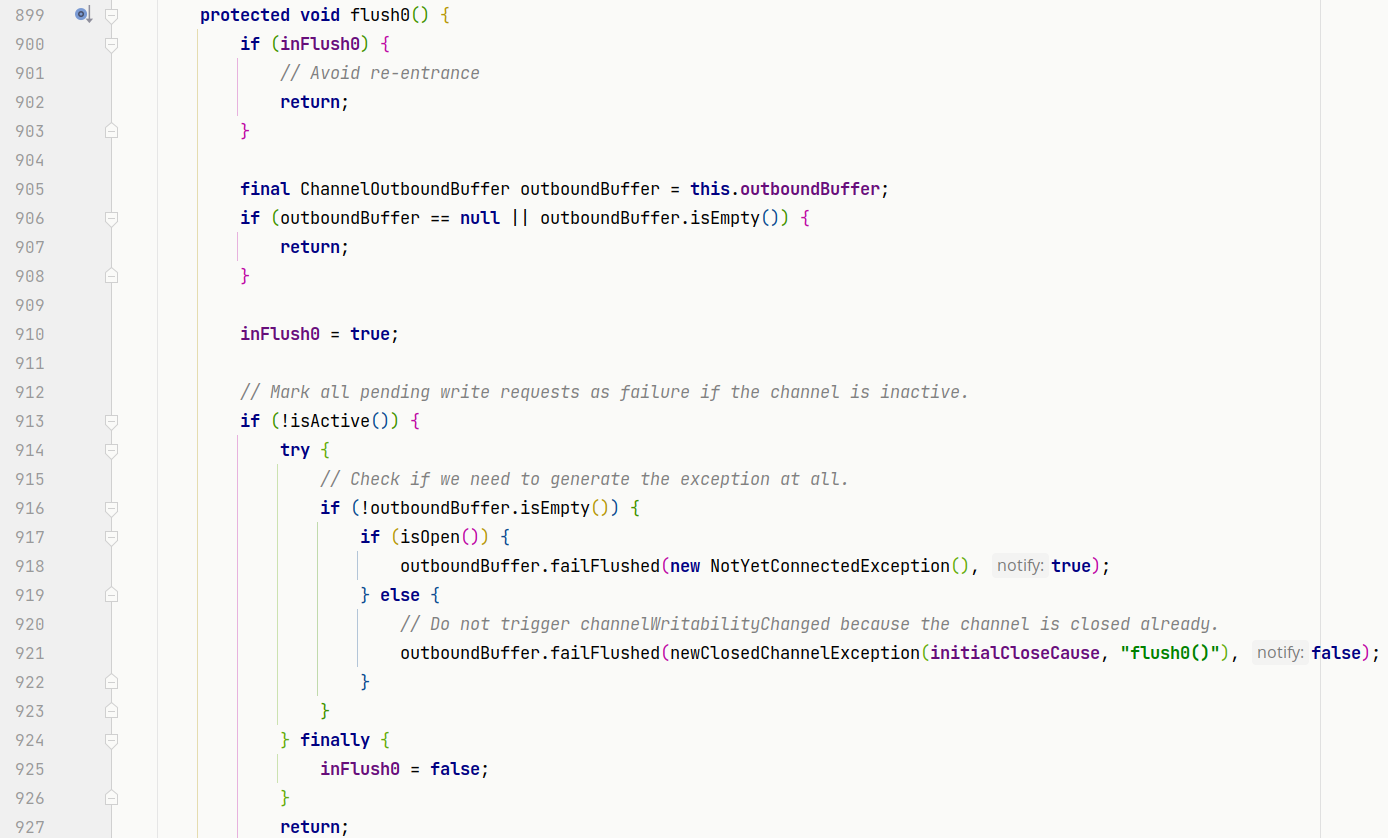 899 protected void flush0() {
900 if (inFlush0) {
901 // Avoid re-entrance
902 return;
903 }
904
905 final ChannelOutboundBuffer outboundBuffer = this.outboundBuffer;
906 if (outboundBuffer == null || outboundBuffer.isEmpty()) {
907 return;
908 }
909
910 inFlush0 = true;
911
912 // Mark all pending write requests as failure if the channel is inactive.
913 if (!isActive()) {
914 try {
915 // Check if we need to generate the exception at all.
916 if (!outboundBuffer.isEmpty()) {
917 if (isOpen()) {
918 outboundBuffer.failFlushed(new NotYetConnectedException(), notify: true);
919 } else {
920 // Do not trigger channelWritabilityChanged because the channel is closed already.
921 outboundBuffer.failFlushed(newClosedChannelException(initialCloseCause, "flush0()"), notify: false);
922 }
923 }
924 } finally {
925 inFlush0 = false;
926 }
927 return;